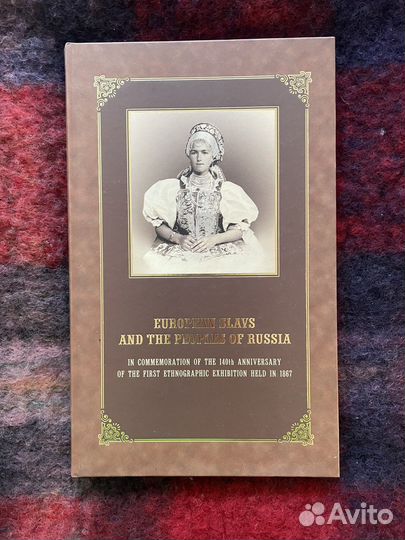 EUROPEAN SLAVS
AND THE PEOPLES OF RUSSIA
IN COMMEMORATION OF THE 140th ANNIVERSARY
OF THE FIRST ETHNOGRAPHIC EXHIBITION HELD IN 1867
Avito